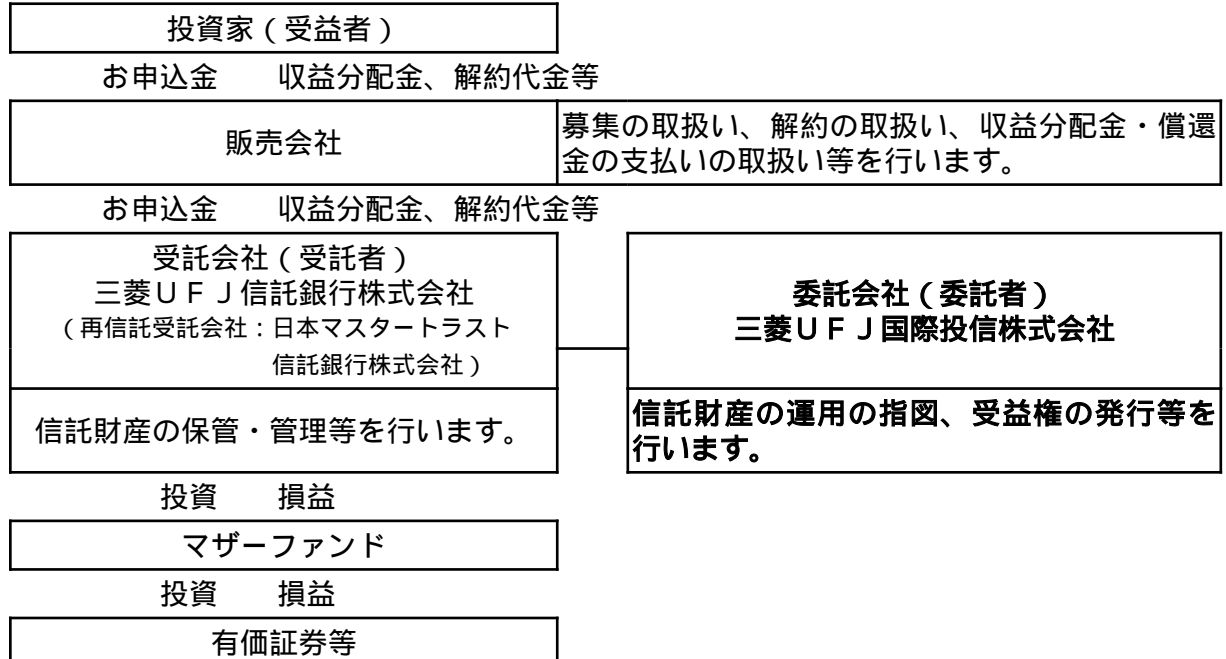 投資家(受益者)
お申込金 収益分配金、解約代金等
販売会社
募集の取扱い、解約の取扱い、収益分配金・償還
金の支払いの取扱い等を行います。
お申込金 収益分配金、解約代金等
受託会社(受託者)
三菱UFJ信託銀行株式会社
(再信託受託会社:日本マスタートラスト
信託銀行株式会社)
委託会社(委託者)
三菱UFJ国際投信株式会社
信託財産の保管・管理等を行います。
信託財産の運用の指図、受益権の発行等を
行います。
投資 損益
マザーファンド
投資 損益
有価証券等